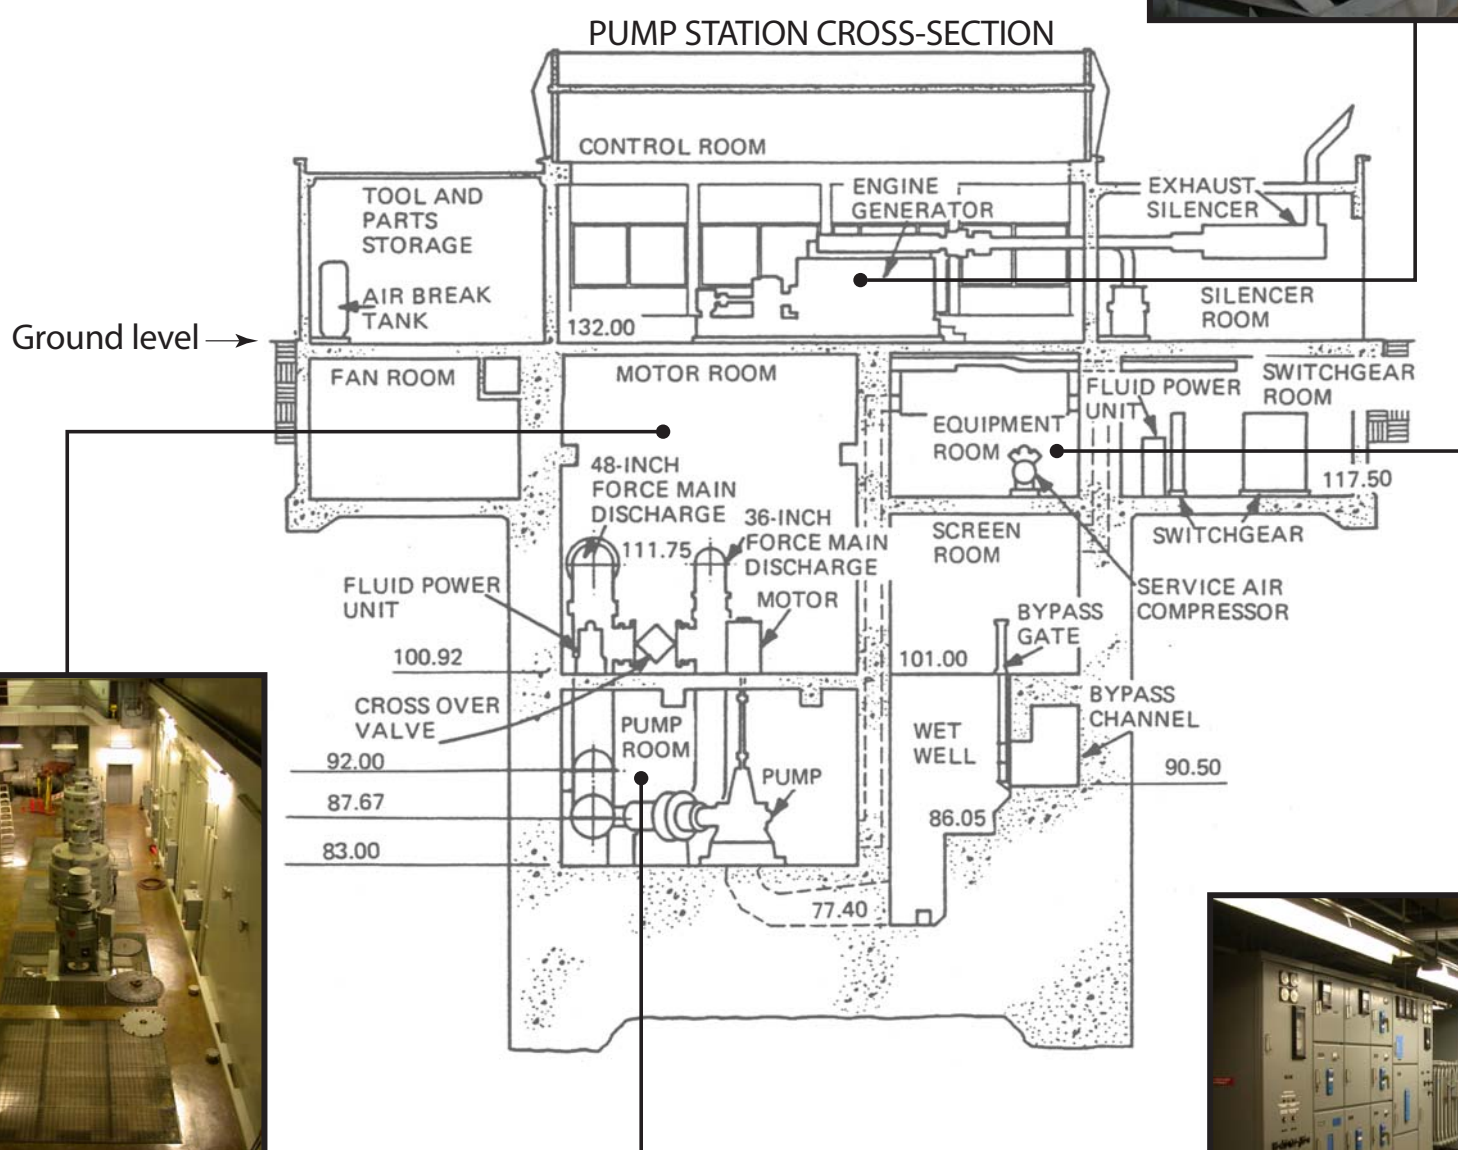 PUMP STATION CROSS-SECTION
CONTROL ROOM
TOOL AND
PARTS
STORAGE
ENGINE
GENERATOR
EXHAUST
SILENCER
AIR BREAK
TANK
SILENCER
ROOM
132.00
Ground level
FAN ROOM
MOTOR ROOM
SWITCHGEAR
ROOM
FLUID POWER
UNIT
EQUIPMENT
ROOM
48-INCH
FORCE MAIN
DISCHARGE
117.50
36-INCH
FORCE MAIN
DISCHARGE
111.75
SCREEN
ROOM
SWITCHGEAR
FLUID POWER
UNIT
MOTOR
SERVICE AIR
COMPRESSOR
BYPASS
GATE
100.92
101.00
CROSS OVER
VALVE
PUMP
ROOM
WET
WELL
BYPASS
CHANNEL
92.00
PUMP
90.50
87.67
86.05
83.00
77.40